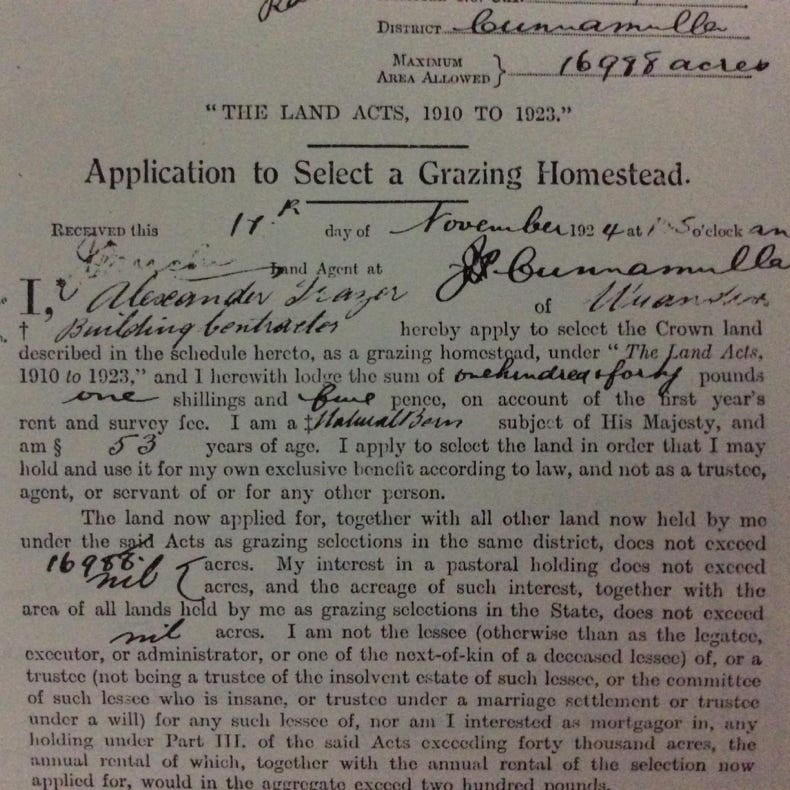 DISTRICT Cunnamulla
MAXIMUM
AREA ALLOWED } 16988 acres
"THE LAND ACTS, 1910 TO 1923."
Application to Select a Grazing Homestead.
RECEIVED this 17th day of November 1924 at o'clock am
Land Agent at Cunnamulla
I, Alexander Frazer of
† Building Contractor hereby apply to select the Crown land
described in the schedule hereto, as a grazing homestead, under "The Land Acts,
1910 to 1923," and I herewith lodge the sum of one hundred & forty pounds
one shillings and five pence, on account of the first year's
rent and survey fee. I am a ‡ Natural Born subject of His Majesty, and
am § 53 years of age. I apply to select the land in order that I may
hold and use it for my own exclusive benefit according to law, and not as a trustee,
agent, or servant of or for any other person.
The land now applied for, together with all other land now held by me
under the said Acts as grazing selections in the same district, does not exceed
16988 acres. My interest in a pastoral holding does not exceed
nil acres, and the acreage of such interest, together with the
area of all lands held by me as grazing selections in the State, does not exceed
nil acres. I am not the lessee (otherwise than as the legatee,
executor, or administrator, or one of the next-of-kin of a deceased lessee) of, or a
trustee (not being a trustee of the insolvent estate of such lessee, or the committee
of such lessee who is insane, or trustee under a marriage settlement or trustee
under a will) for any such lessee of, nor am I interested as mortgagor in, any
holding under Part III. of the said Acts exceeding forty thousand acres, the
annual rental of which, together with the annual rental of the selection now
applied for, would in the aggregate exceed two hundred pounds.